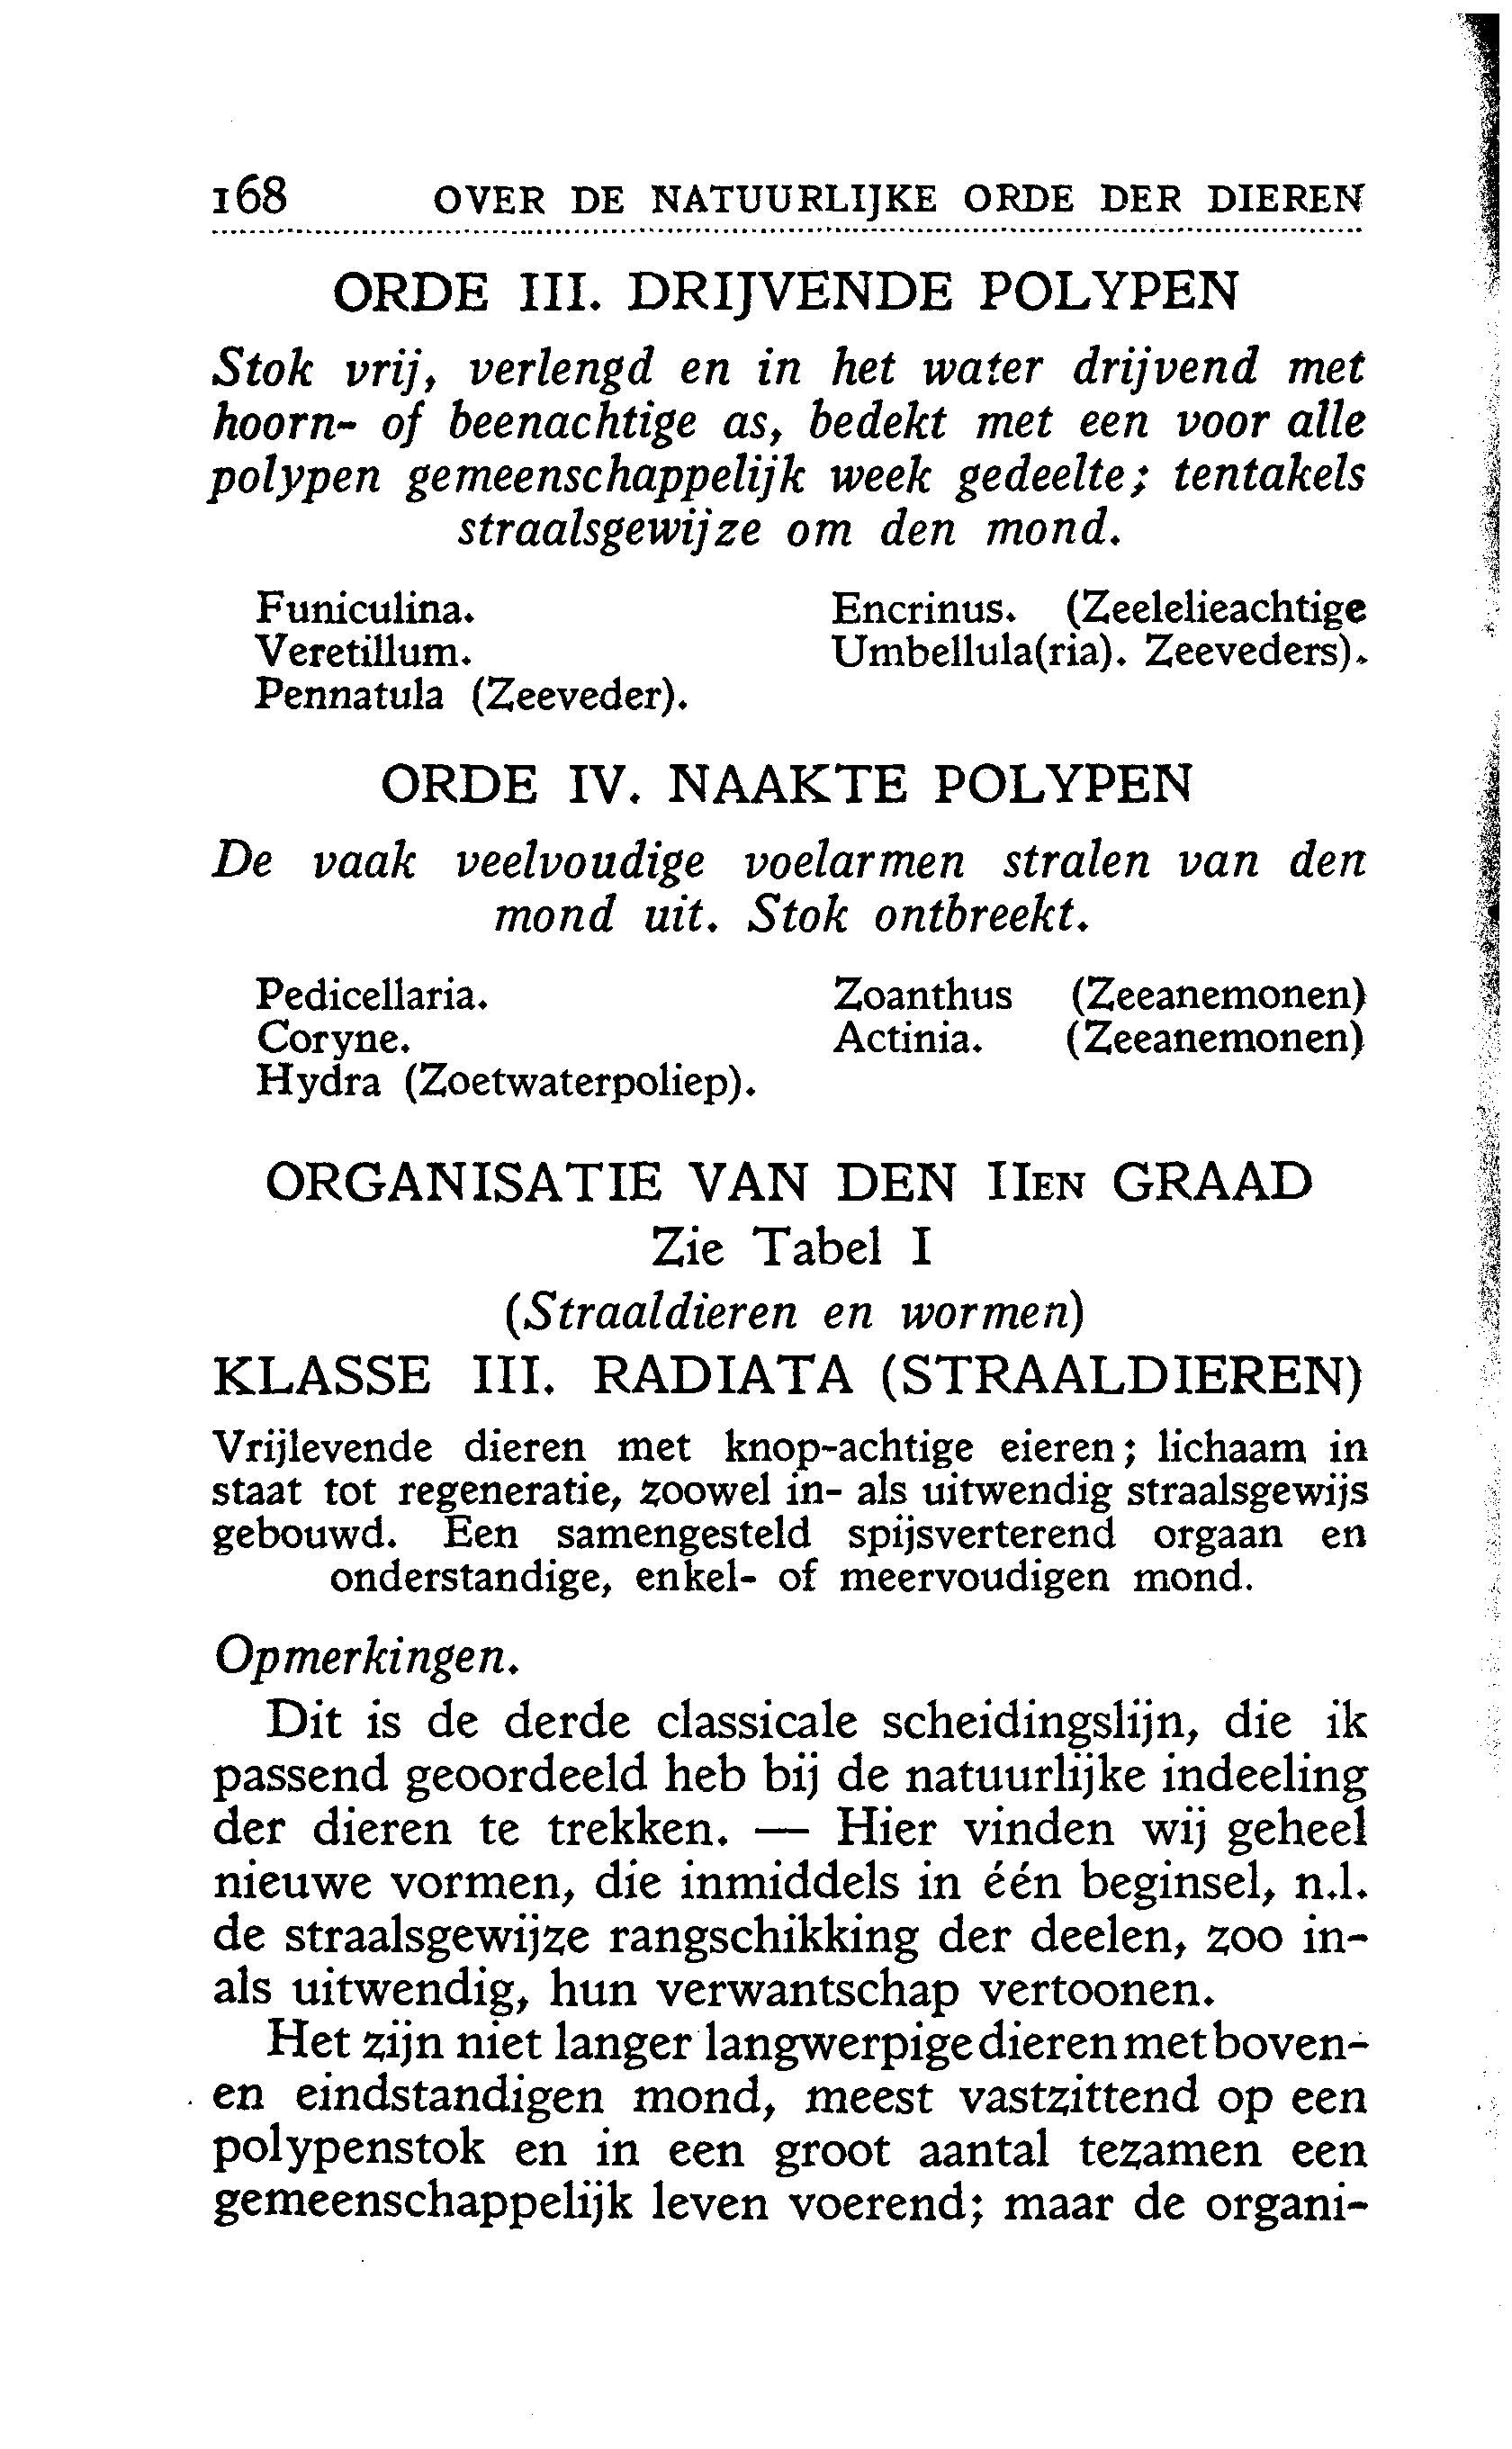 168 OVER DE NATUURLIJKE ORDE DER DIEREN
ORDE III. DRIJVENDE POLYPEN
Stok vrij, verlengd en in het water drijvend met
hoorn- of beenachtige as, bedekt met een voor alle
polypen gemeenschappelijk week gedeelte; tentakels
straalsgewijze om den mond.
Funiculina.
Veretillum.
Pennatula (Zeeveder).
Encrinus. (Zeelelieachtige
Umbellula(ria). Zeeveders).
ORDE IV. NAAKTE POLYPEN
De vaak veelvoudige voelarmen stralen van den
mond uit. Stok ontbreekt.
Pedicellaria.
Coryne.
Hydra (Zoetwaterpoliep).
Zoanthus (Zeeanemonen)
Actinia. (Zeeanemonen)
ORGANISATIE VAN DEN IIEN GRAAD
Zie Tabel I
(Straaldieren en wormen)
KLASSE III. RADIATA (STRAALDIEREN)
Vrijlevende dieren met knop-achtige eieren; lichaam in
staat tot regeneratie, zoowel in- als uitwendig straalsgewijs
gebouwd. Een samengesteld spijsverterend orgaan en
onderstandige, enkel- of meervoudigen mond.
Opmerkingen.
Dit is de derde classicale scheidingslijn, die ik
passend geoordeeld heb bij de natuurlijke indeeling
der dieren te trekken. — Hier vinden wij geheel
nieuwe vormen, die inmiddels in één beginsel, n.l.
de straalsgewijze rangschikking der deelen, zoo in-
als uitwendig, hun verwantschap vertoonen.
Het zijn niet langer langwerpige dieren met boven-
en eindstandigen mond, meest vastzittend op een
polypenstok en in een groot aantal tezamen een
gemeenschappelijk leven voerend; maar de organi-